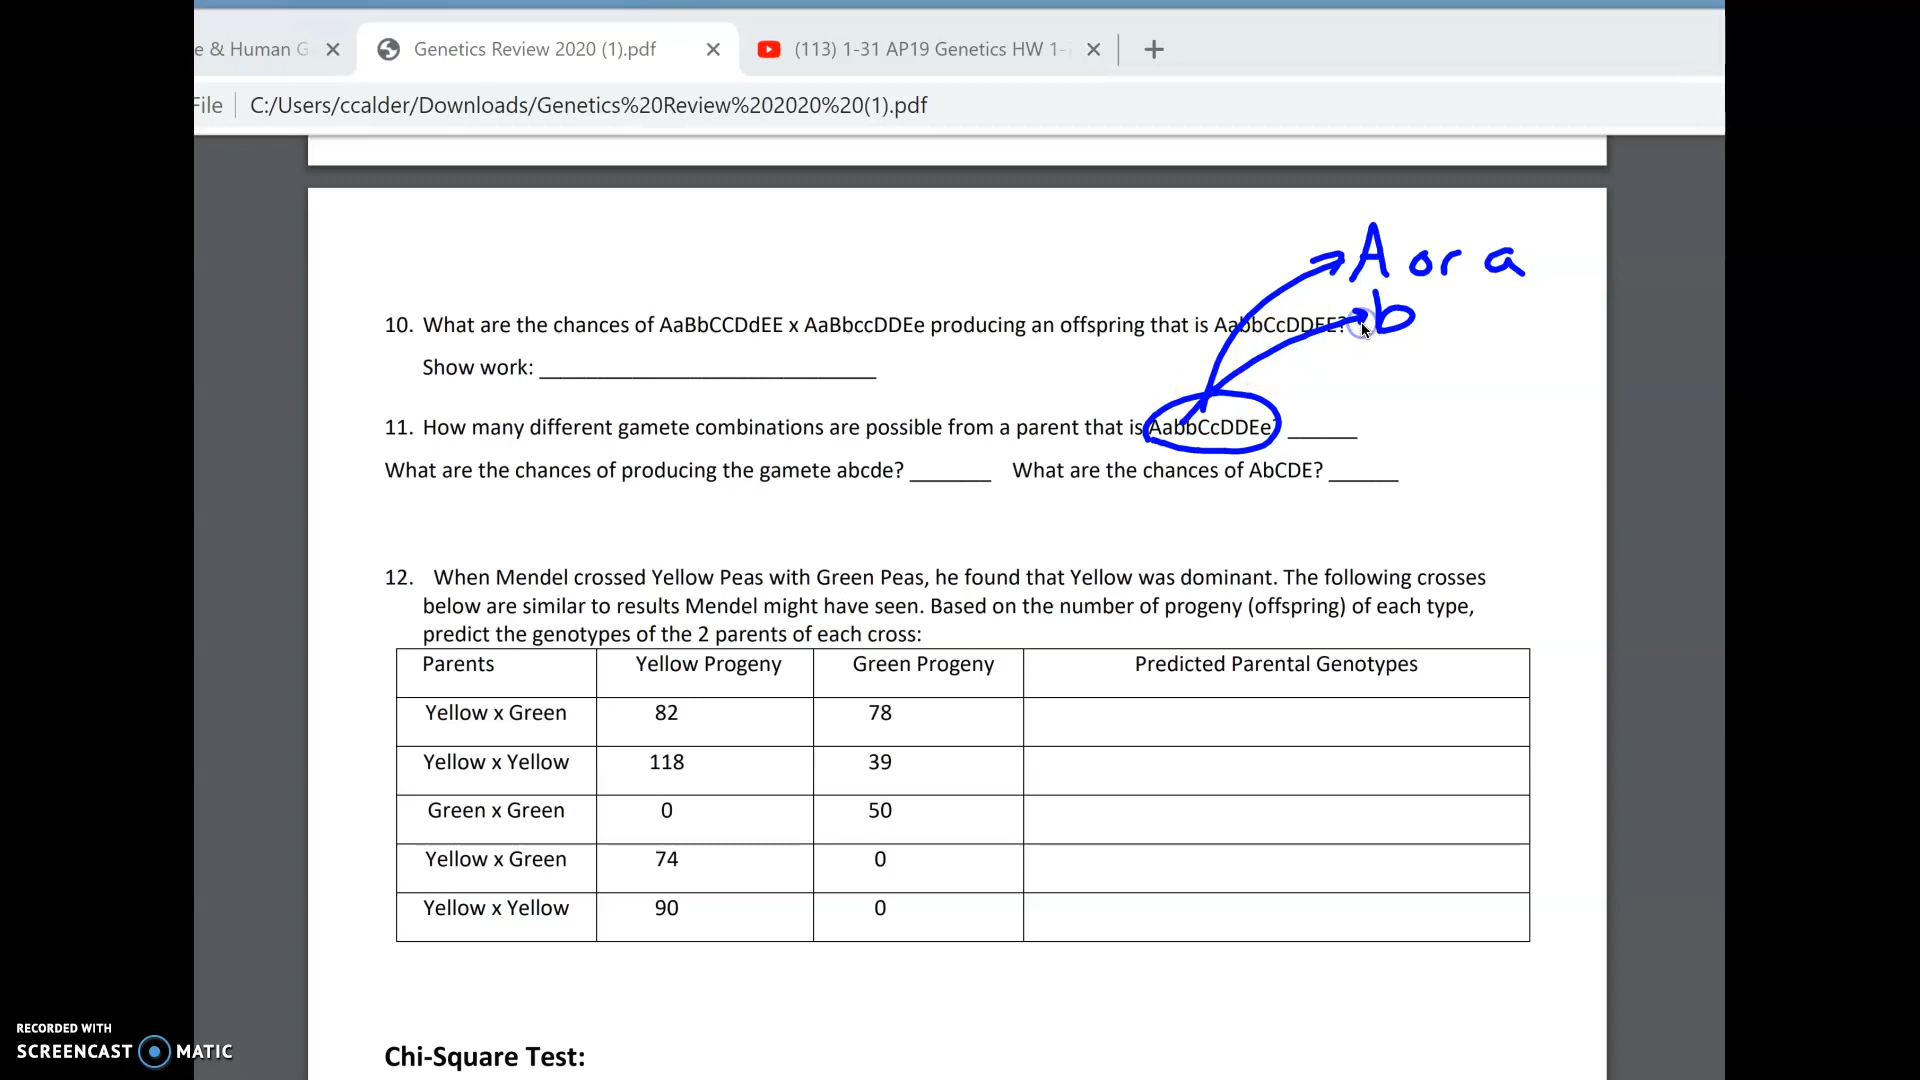 e & Human G
Genetics Review 2020 (1).pdf
(113) 1-31 AP19 Genetics HW 1-
File
C:/Users/ccalder/Downloads/Genetics%20Review%202020%20(1).pdf
A or a
b
10. What are the chances of AaBbCCDdEE x AaBbccDDEe producing an offspring that is AabbCcDDEE?
Show work: ______________________________
11. How many different gamete combinations are possible from a parent that is AabbCcDDEe? ______
What are the chances of producing the gamete abcde? _______ What are the chances of AbCDE? ______
12. When Mendel crossed Yellow Peas with Green Peas, he found that Yellow was dominant. The following crosses
below are similar to results Mendel might have seen. Based on the number of progeny (offspring) of each type,
predict the genotypes of the 2 parents of each cross:
Parents Yellow Progeny Green Progeny Predicted Parental Genotypes
Yellow x Green 82 78
Yellow x Yellow 118 39
Green x Green 0 50
Yellow x Green 74 0
Yellow x Yellow 90 0
Chi-Square Test:
RECORDED WITH
SCREENCAST MATIC